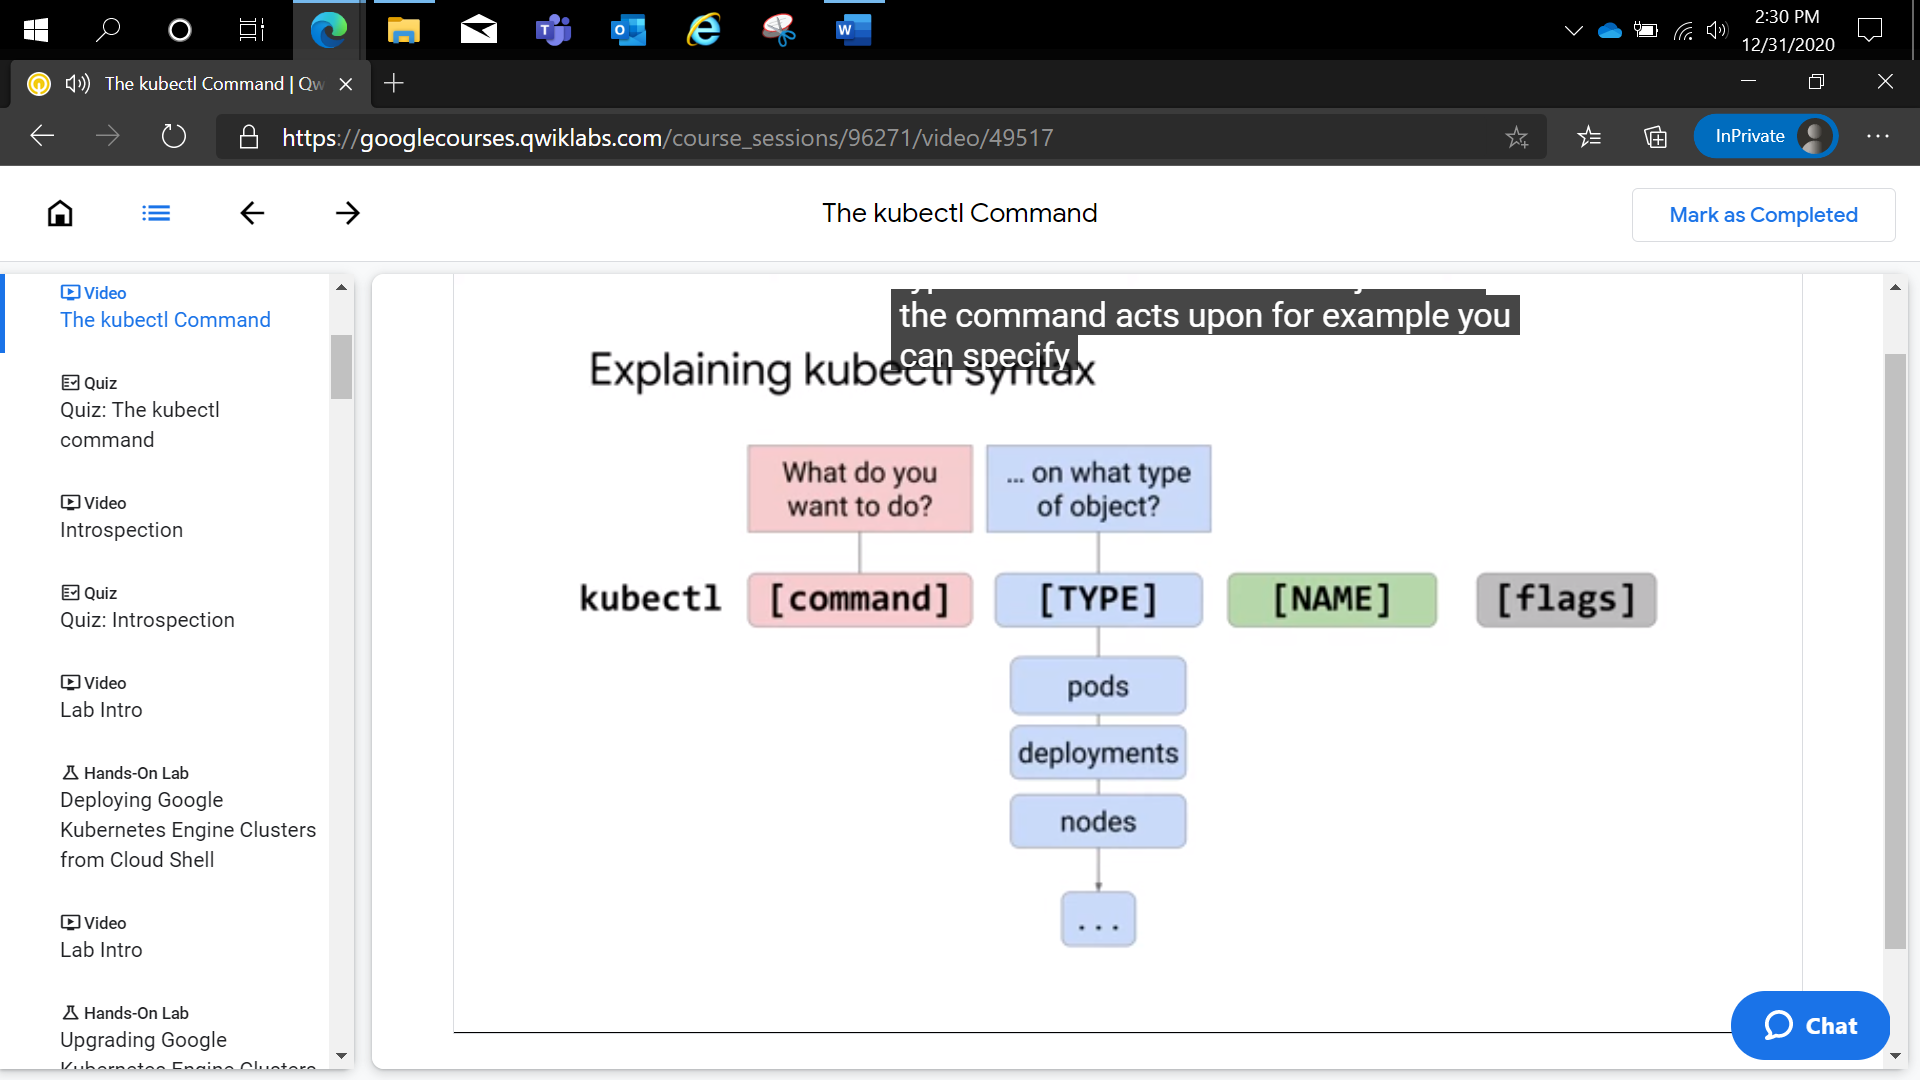 2:30 PM
12/31/2020
The kubectl Command | Qw
https://googlecourses.qwiklabs.com/course_sessions/96271/video/49517
InPrivate
The kubectl Command
Mark as Completed
Video
The kubectl Command
Quiz
Quiz: The kubectl
command
Video
Introspection
Quiz
Quiz: Introspection
Video
Lab Intro
Hands-On Lab
Deploying Google
Kubernetes Engine Clusters
from Cloud Shell
Video
Lab Intro
Hands-On Lab
Upgrading Google
Kubernetes Engine Clusters
the command acts upon for example you
can specify
Explaining kubectl syntax
What do you
want to do?
... on what type
of object?
kubectl [command] [TYPE] [NAME] [flags]
pods
deployments
nodes
...
Chat